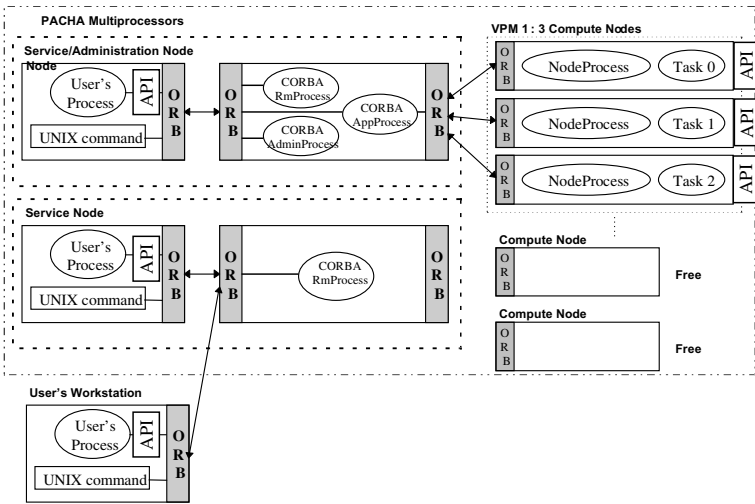 PACHA Multiprocessors
Service/Administration Node
Node
User's
Process
API
UNIX command
O
R
B
O
R
B
CORBA
RmProcess
CORBA
AdminProcess
CORBA
AppProcess
O
R
B
VPM 1 : 3 Compute Nodes
O
R
B
NodeProcess
Task 0
API
O
R
B
NodeProcess
Task 1
API
O
R
B
NodeProcess
Task 2
API
Service Node
User's
Process
API
UNIX command
O
R
B
O
R
B
CORBA
RmProcess
O
R
B
Compute Node
O
R
B
Free
Compute Node
O
R
B
Free
User's Workstation
User's
Process
API
UNIX command
O
R
B